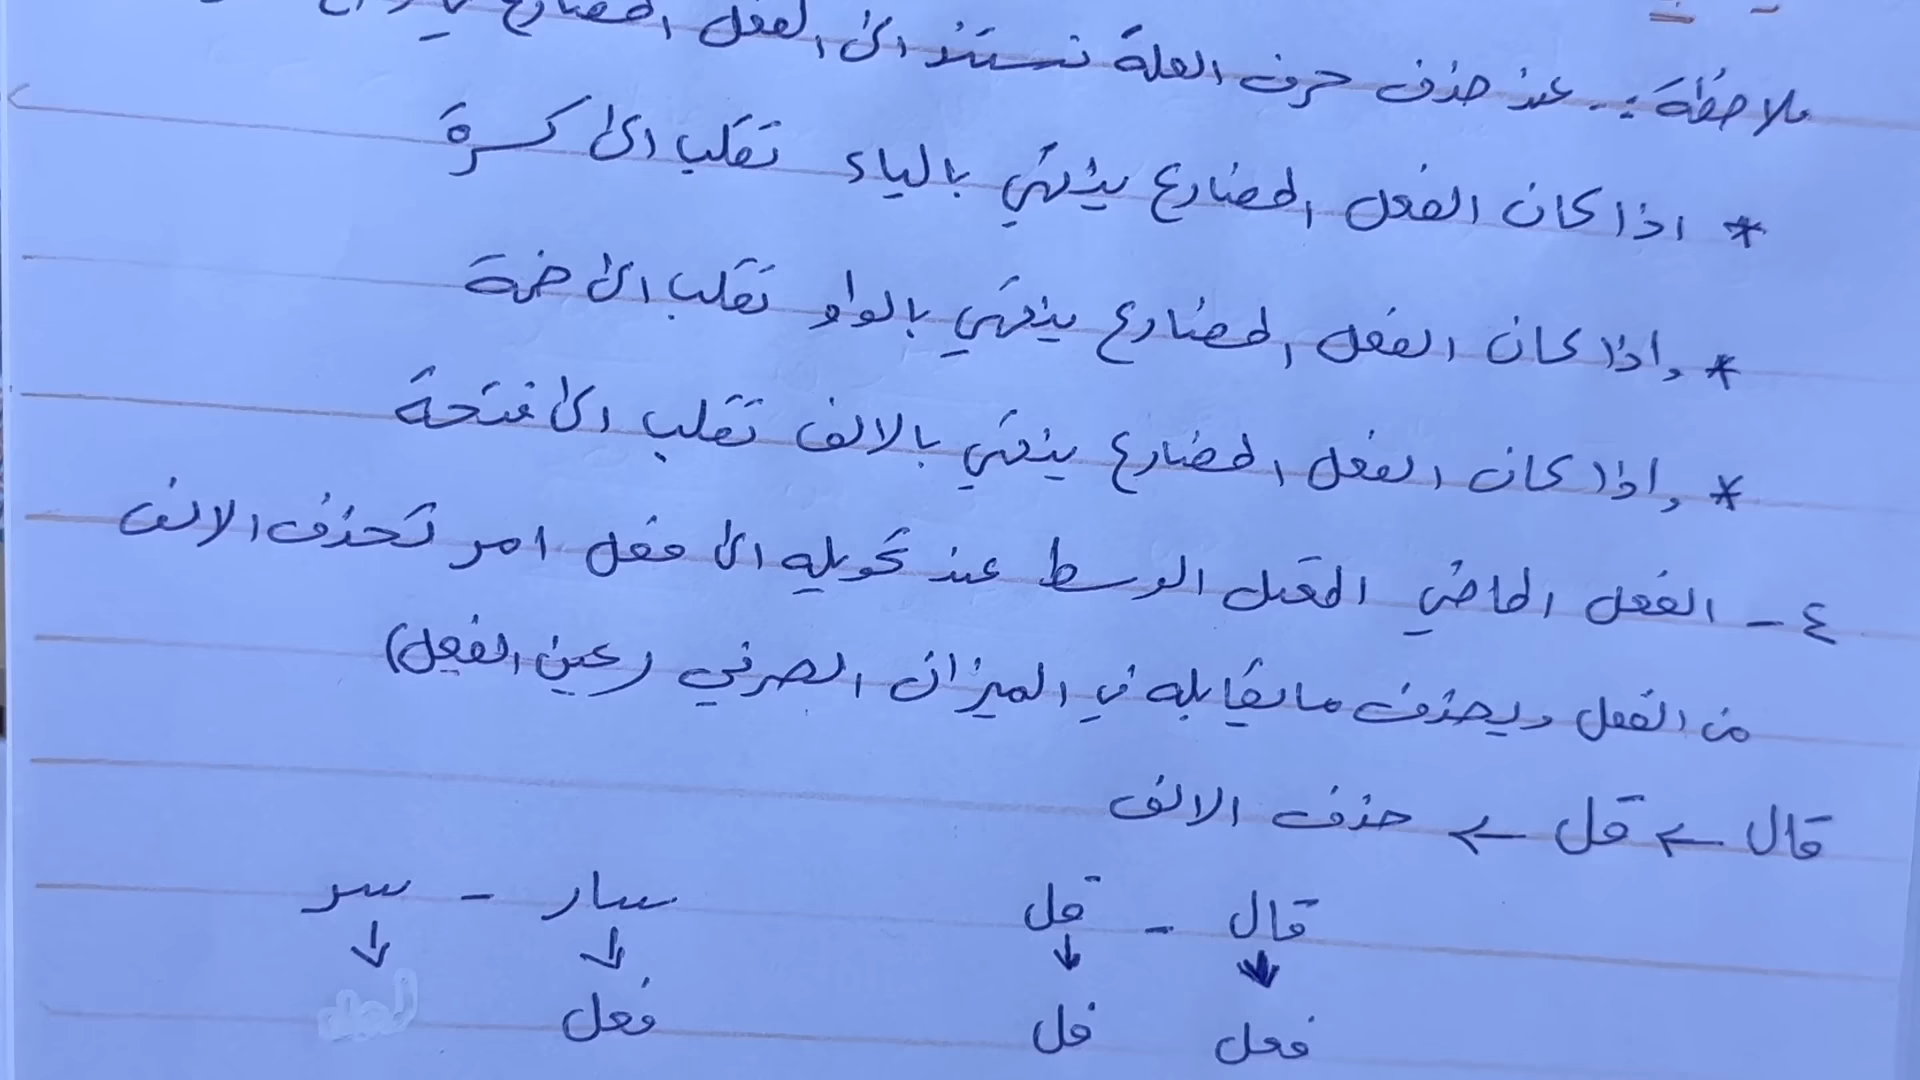 ملاحظة :. عند حذف حرف العلة نستند الى الفعل المضارع
* اذا كان الفعل المضارع ينتهي بالياء تقلب الى كسرة
* واذا كان الفعل المضارع ينتهي بالواو تقلب الى ضمة
* واذا كان الفعل المضارع ينتهي بالالف تقلب الى فتحة
٤ - الفعل الماضي المعتل الوسط عند تحويله الى فعل امر تحذف الالف
من الفعل ويحذف مايقابله في الميزان الصرفي (عين الفعل)
قال ← قل ← حذف الالف
قال - قل سار - سر
↓ ↓ ↓ ↓
فعل فل فعل